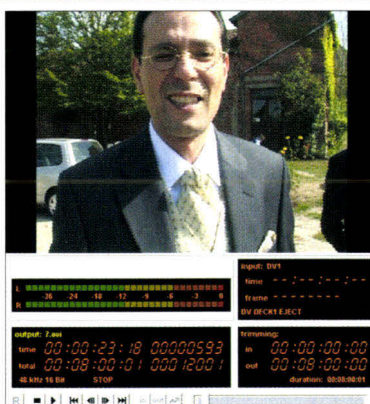 L
-26 -24 -18 -12 -9 -6 -3 0
R
input: DV1
time --:--:--:--
frame -------
DV DECK1 EJECT
output: 7.avi
time 00:00:23:18 00000593
total 00:08:00:01 00012001
48 kHz 16 Bit STOP
trimming:
in 00:00:00:00
out 00:08:00:00
duration: 00:08:00:01
R